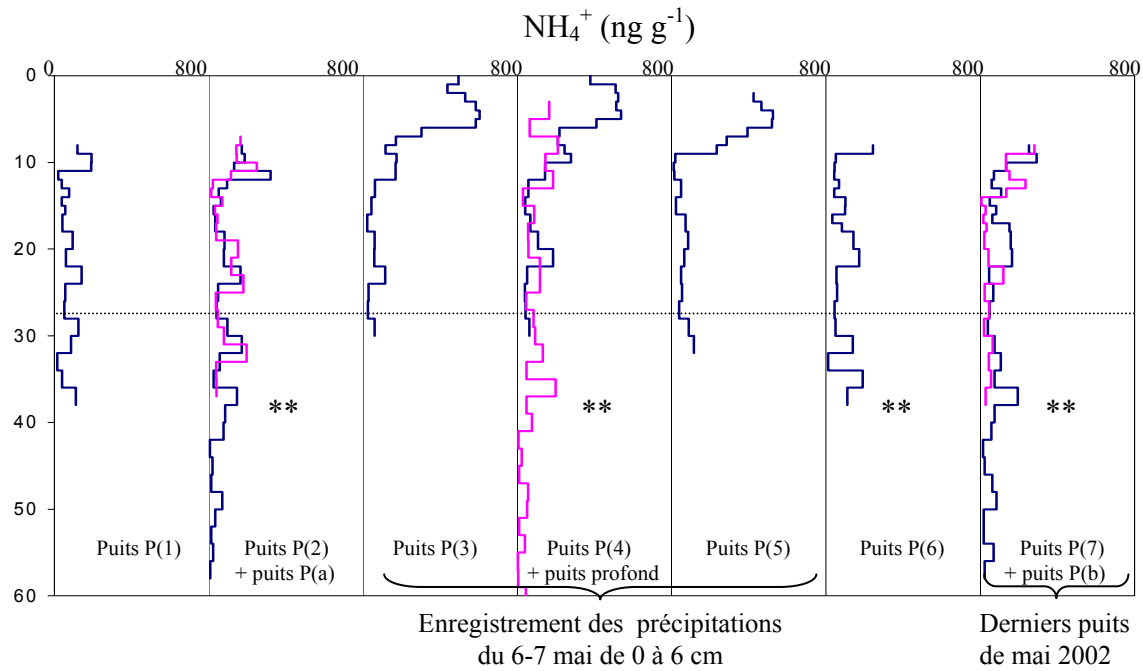 NH₄⁺ (ng g⁻¹)
0 800 800 800 800 800 800 800
0
10
20
30
40
50
60
** ** ** **
Puits P(1) Puits P(2) Puits P(3) Puits P(4) Puits P(5) Puits P(6) Puits P(7)
+ puits P(a) + puits profond + puits P(b)
Enregistrement des précipitations
du 6-7 mai de 0 à 6 cm
Derniers puits
de mai 2002